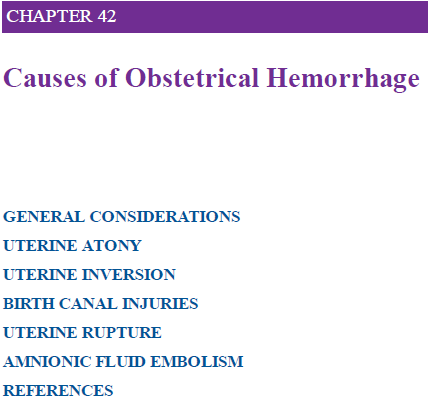 CHAPTER 42
Causes of Obstetrical Hemorrhage
GENERAL CONSIDERATIONS
UTERINE ATONY
UTERINE INVERSION
BIRTH CANAL INJURIES
UTERINE RUPTURE
AMNIONIC FLUID EMBOLISM
REFERENCES